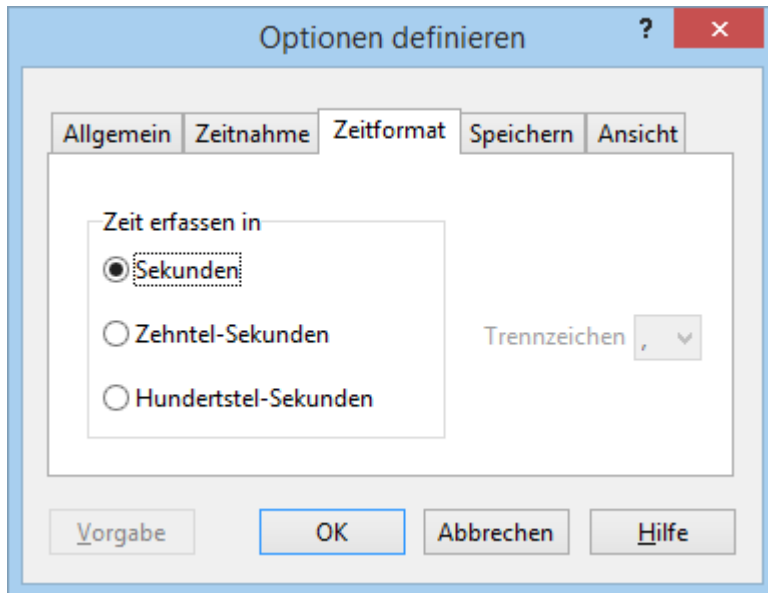 Optionen definieren ?
Allgemein Zeitnahme Zeitformat Speichern Ansicht
Zeit erfassen in
Sekunden
Zehntel-Sekunden
Trennzeichen ,
Hundertstel-Sekunden
Vorgabe OK Abbrechen Hilfe